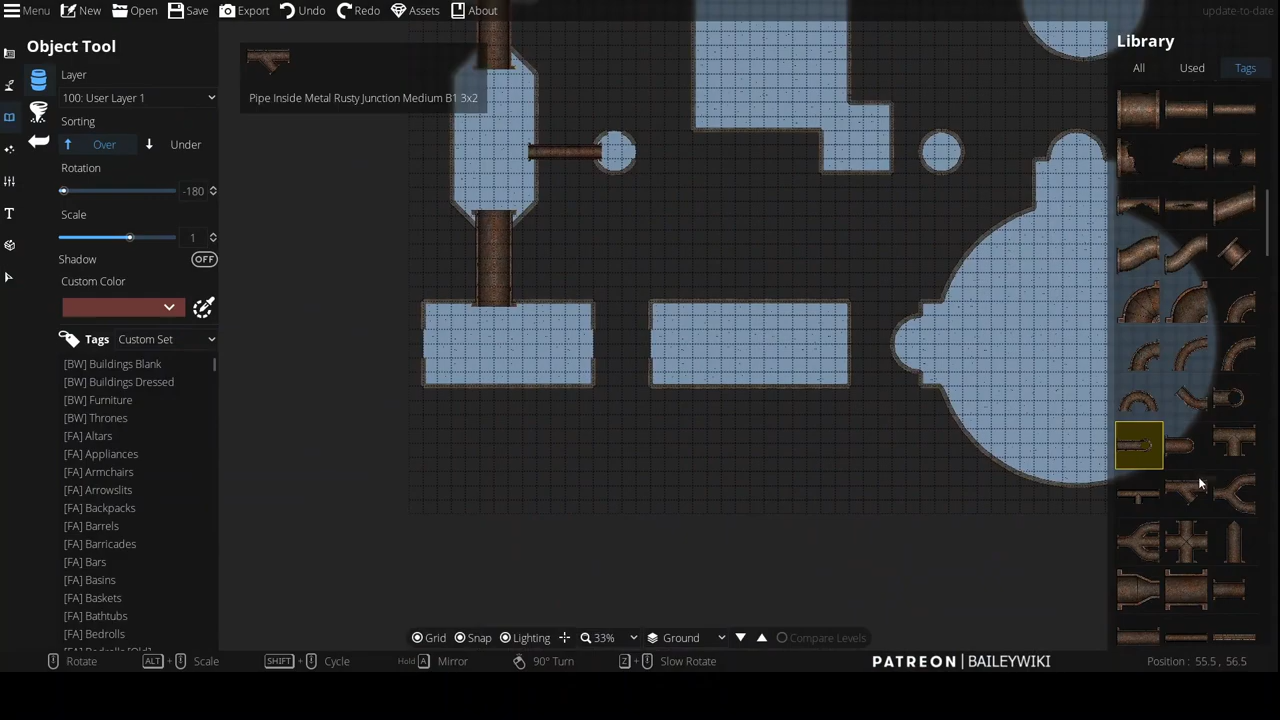 Menu New Open Save Export Undo Redo Assets About update-to-date
Object Tool
Layer
100: User Layer 1
Sorting
Over Under
Rotation
-180
Scale
1
Shadow OFF
Custom Color
Tags Custom Set
[BW] Buildings Blank
[BW] Buildings Dressed
[BW] Furniture
[BW] Thrones
[FA] Altars
[FA] Appliances
[FA] Armchairs
[FA] Arrowslits
[FA] Backpacks
[FA] Barrels
[FA] Barricades
[FA] Bars
[FA] Basins
[FA] Baskets
[FA] Bathtubs
[FA] Bedrolls
Pipe Inside Metal Rusty Junction Medium B1 3x2
Library
All Used Tags
Grid Snap Lighting 33% Ground Compare Levels
Rotate ALT + Scale SHIFT + Cycle Hold A Mirror 90° Turn Z + Slow Rotate PATREON | BAILEYWIKI Position : 55.5 , 56.5